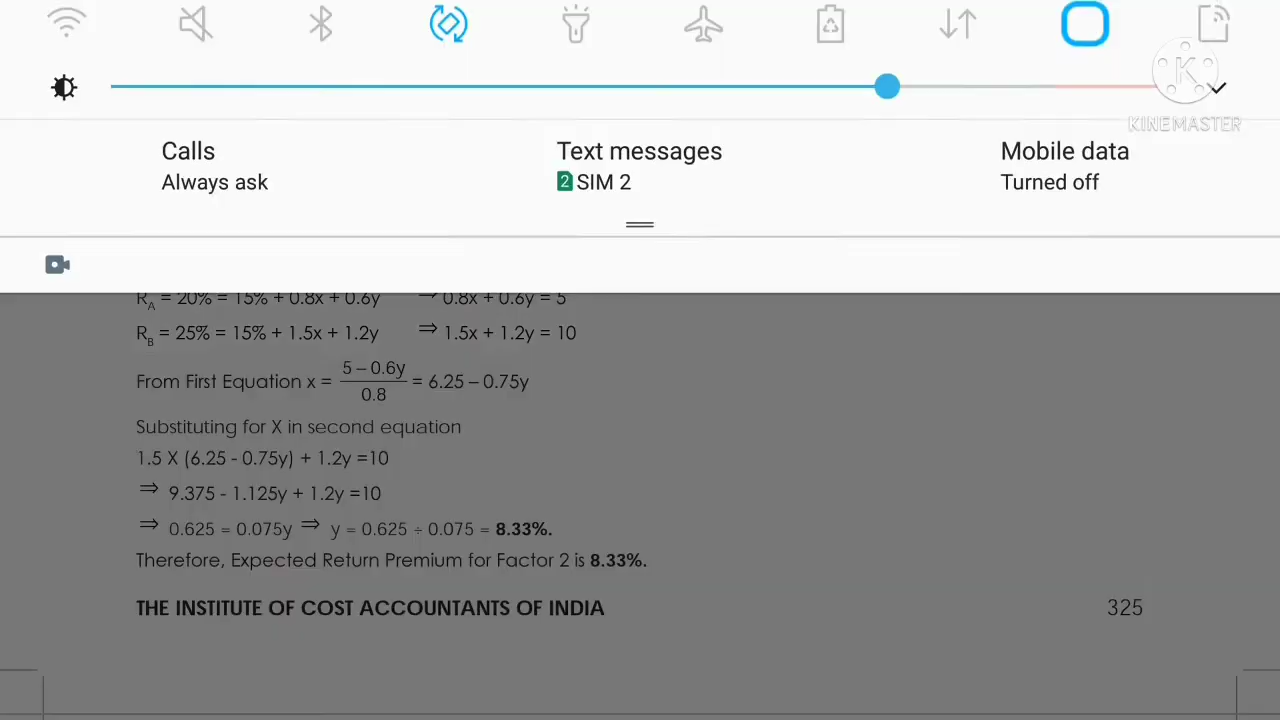 KINEMASTER
Calls
Always ask
Text messages
2 SIM 2
Mobile data
Turned off
R_A = 20% = 15% + 0.8x + 0.6y ⇒ 0.8x + 0.6y = 5
R_B = 25% = 15% + 1.5x + 1.2y ⇒ 1.5x + 1.2y = 10
From First Equation x = (5 – 0.6y)/0.8 = 6.25 – 0.75y
Substituting for X in second equation
1.5 X (6.25 - 0.75y) + 1.2y =10
⇒ 9.375 - 1.125y + 1.2y =10
⇒ 0.625 = 0.075y ⇒ y = 0.625 ÷ 0.075 = 8.33%.
Therefore, Expected Return Premium for Factor 2 is 8.33%.
THE INSTITUTE OF COST ACCOUNTANTS OF INDIA 325